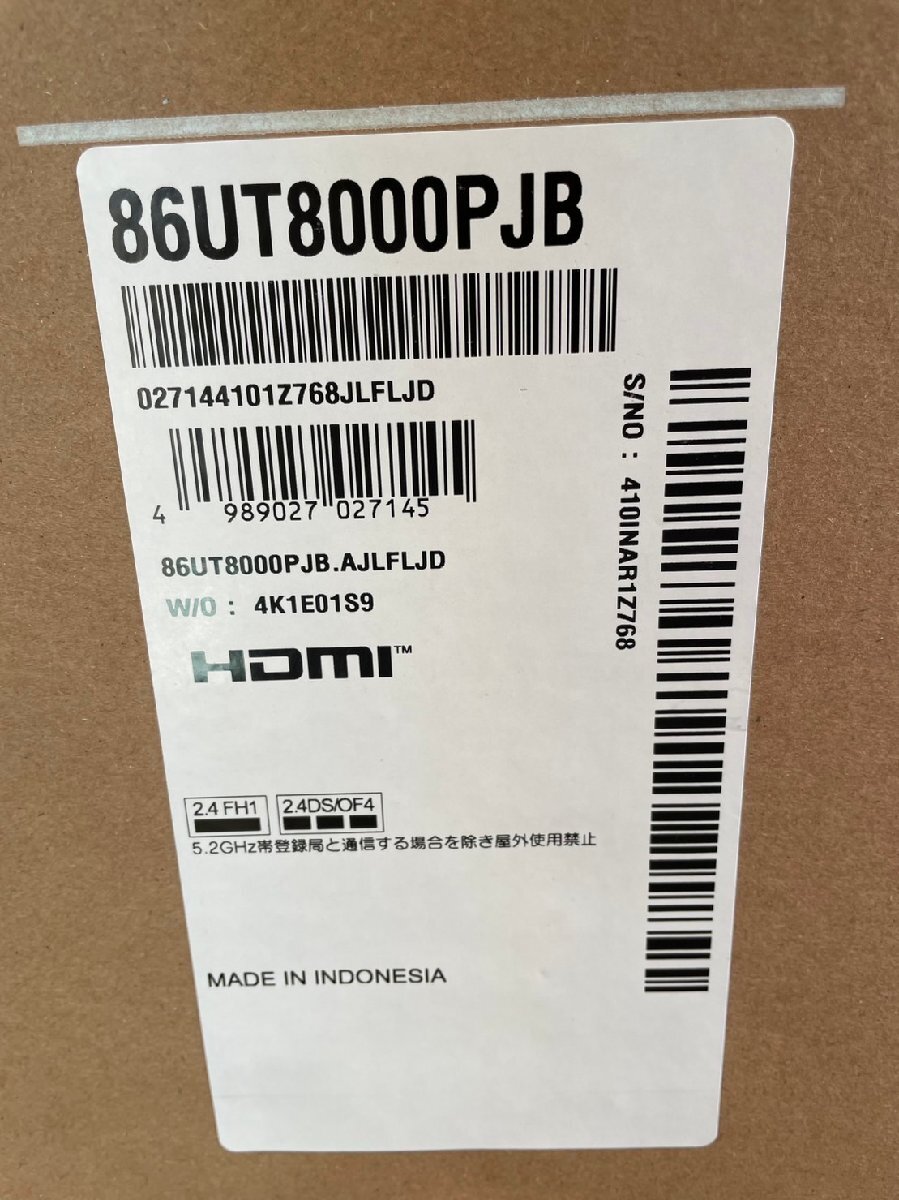 86UT8000PJB
027144101Z768JLFLJD
4 989027 027145
86UT8000PJB.AJLFLJD
W/O : 4K1E01S9
HDMI™
2.4 FH1
2.4DS/OF4
5.2GHz帯登録局と通信する場合を除き屋外使用禁止
MADE IN INDONESIA
S/NO : 410INAR1Z768